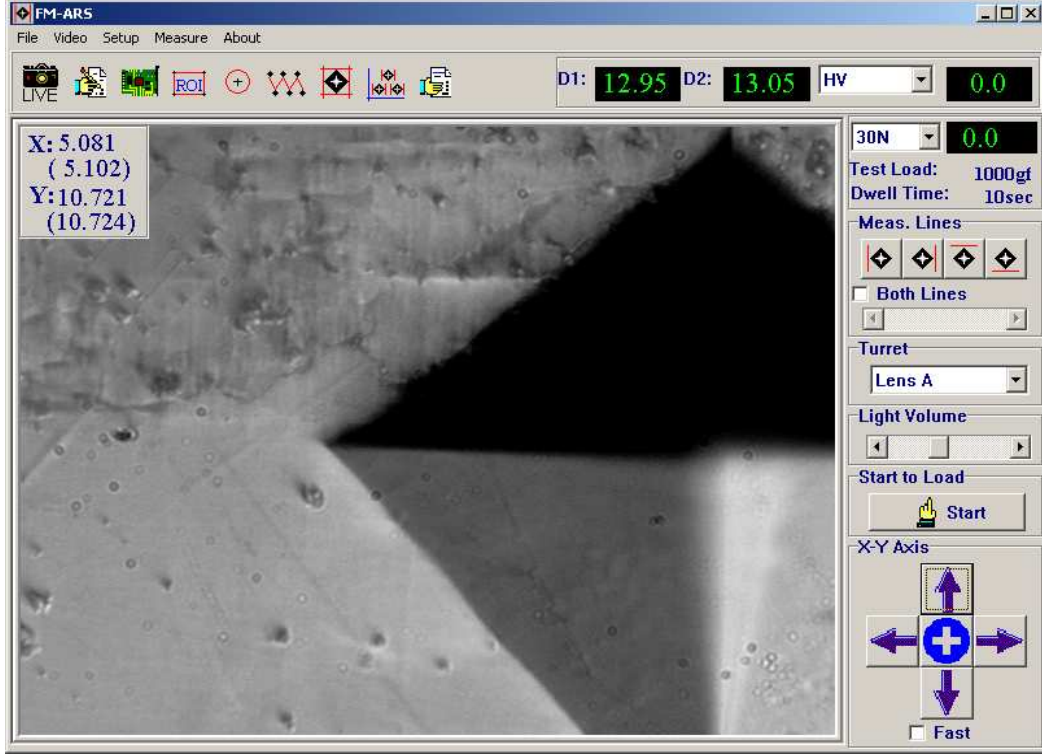 FM-ARS
File Video Setup Measure About
LIVE ROI D1: 12.95 D2: 13.05 HV 0.0
X: 5.081
( 5.102)
Y: 10.721
(10.724)
30N 0.0
Test Load: 1000gf
Dwell Time: 10sec
Meas. Lines
Both Lines
Turret
Lens A
Light Volume
Start to Load
Start
X-Y Axis
Fast